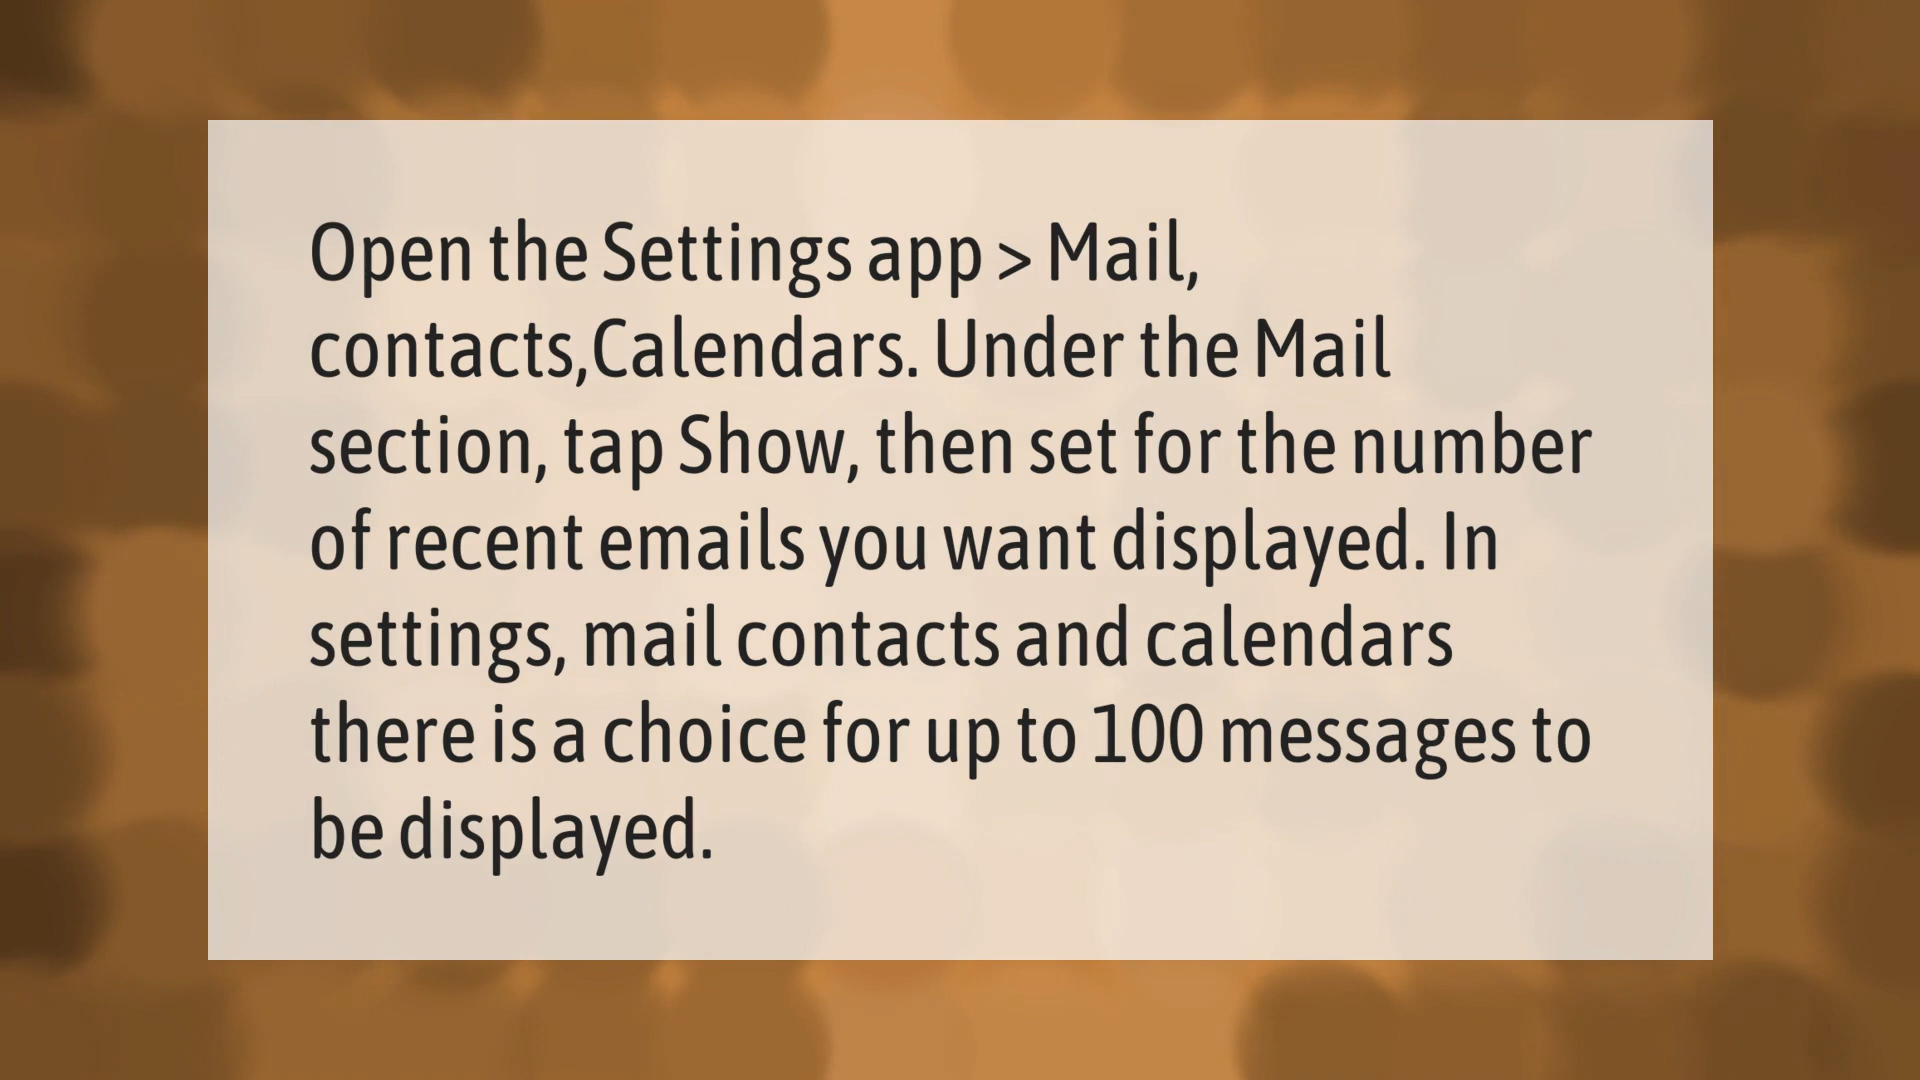 Open the Settings app > Mail,
contacts,Calendars. Under the Mail
section, tap Show, then set for the number
of recent emails you want displayed. In
settings, mail contacts and calendars
there is a choice for up to 100 messages to
be displayed.